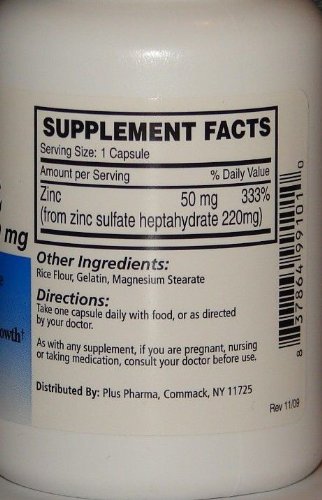 SUPPLEMENT FACTS
Serving Size: 1 Capsule
Amount per Serving % Daily Value
Zinc 50 mg 333%
(from zinc sulfate heptahydrate 220mg)
mg
Other Ingredients:
Rice Flour, Gelatin, Magnesium Stearate
Directions:
Take one capsule daily with food, or as directed
by your doctor.
owth†
As with any supplement, if you are pregnant, nursing
or taking medication, consult your doctor before use.
Distributed By: Plus Pharma, Commack, NY 11725
Rev 11/09
8 37864 99101 0